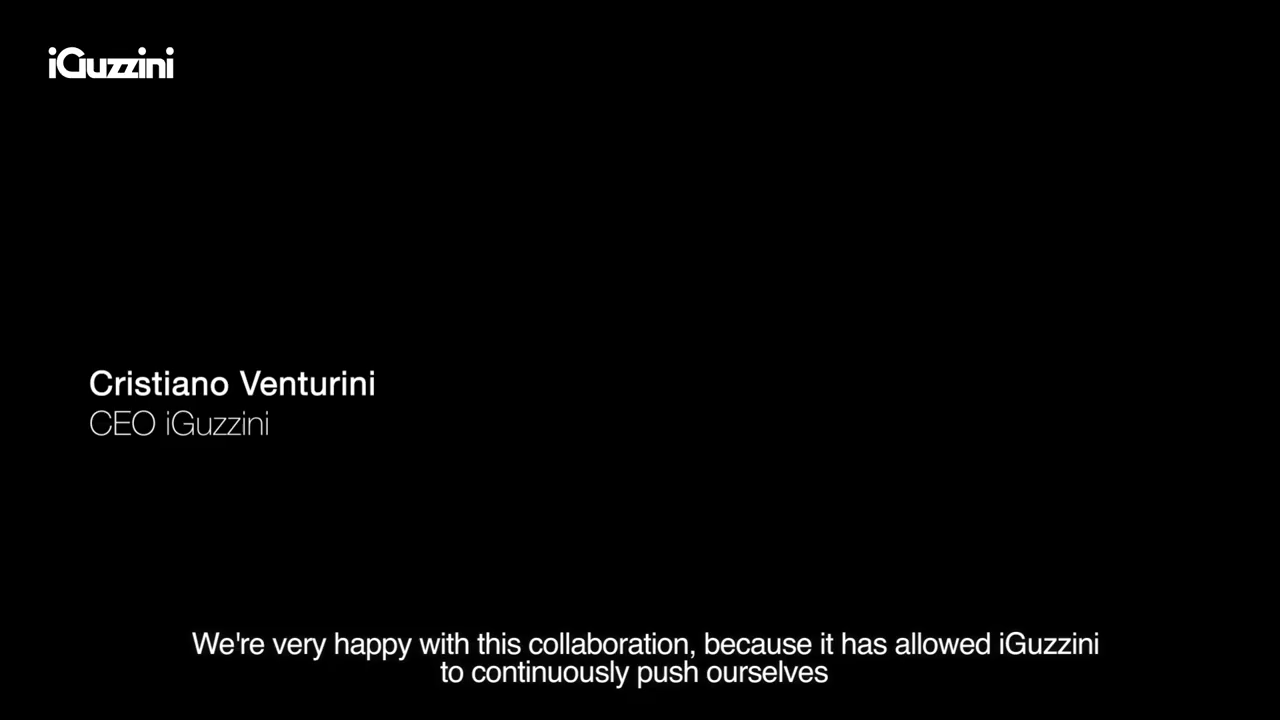 iGuzzini
Cristiano Venturini
CEO iGuzzini
We're very happy with this collaboration, because it has allowed iGuzzini
to continuously push ourselves